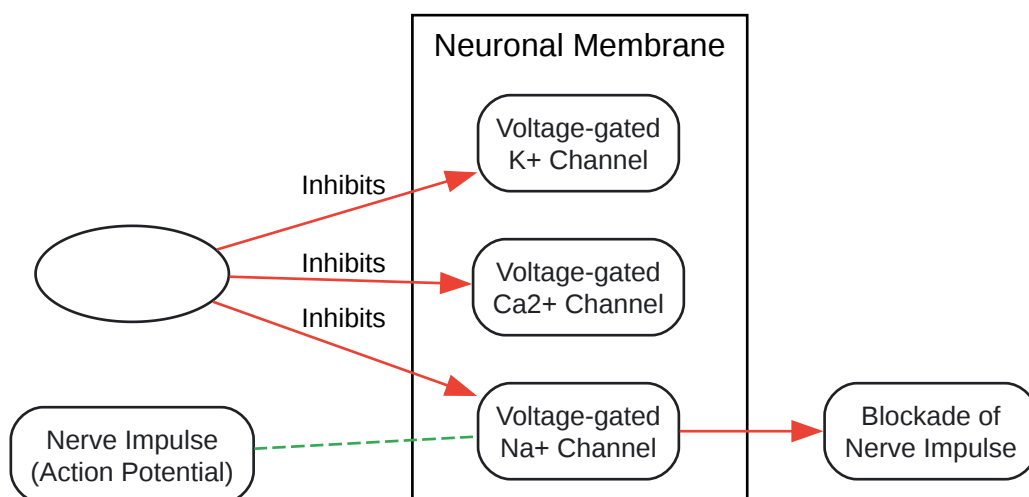 Neuronal Membrane
Voltage-gated
K+ Channel
Inhibits
Inhibits
Voltage-gated
Ca2+ Channel
Inhibits
Nerve Impulse
(Action Potential)
Voltage-gated
Na+ Channel
Blockade of
Nerve Impulse